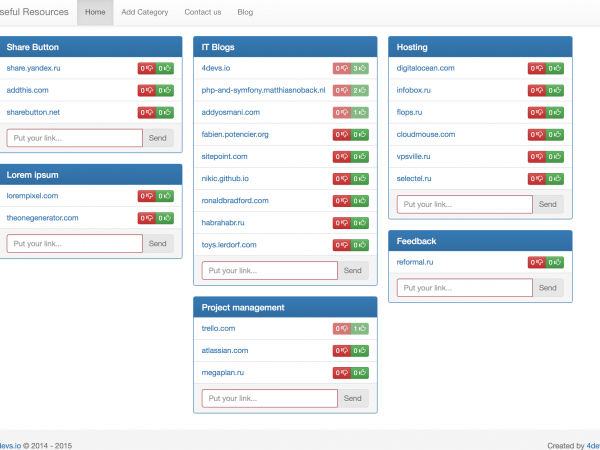 seful Resources Home Add Category Contact us Blog
Share Button
share.yandex.ru 0 0
addthis.com 0 0
sharebutton.net 0 0
Put your link... Send
Lorem ipsum
lorempixel.com 0 0
theonegenerator.com 0 0
Put your link... Send
IT Blogs
4devs.io 0 3
php-and-symfony.matthiasnoback.nl 0 2
addyosmani.com 0 1
fabien.potencier.org 0 0
sitepoint.com 0 0
nikic.github.io 0 0
ronaldbradford.com 0 0
habrahabr.ru 0 0
toys.lerdorf.com 0 0
Put your link... Send
Project management
trello.com 0 1
atlassian.com 0 0
megaplan.ru 0 0
Put your link... Send
Hosting
digitalocean.com 0 0
infobox.ru 0 0
flops.ru 0 0
cloudmouse.com 0 0
vpsville.ru 0 0
selectel.ru 0 0
Put your link... Send
Feedback
reformal.ru 0 0
Put your link... Send
devs.io © 2014 - 2015 Created by 4de